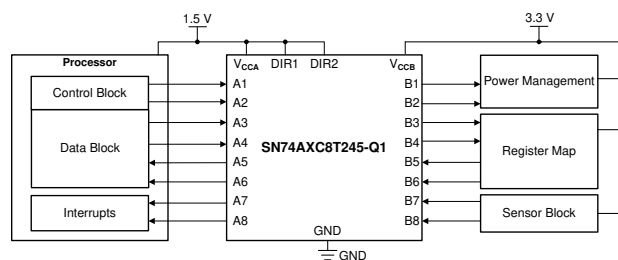 1.5 V
3.3 V
Processor
Control Block
Data Block
Interrupts
VCCA
DIR1
DIR2
VCCB
A1
A2
A3
A4
A5
A6
A7
A8
SN74AXC8T245-Q1
B1
B2
B3
B4
B5
B6
B7
B8
GND
GND
Power Management
Register Map
Sensor Block